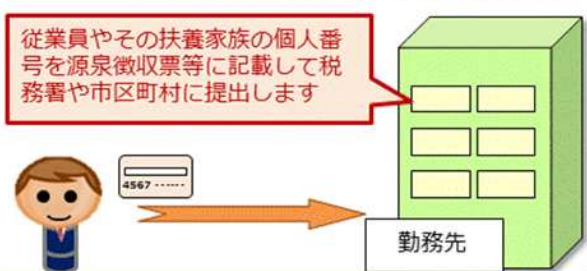 従業員やその扶養家族の個人番
号を源泉徴収票等に記載して税
務署や市区町村に提出します
4567 ------
勤務先